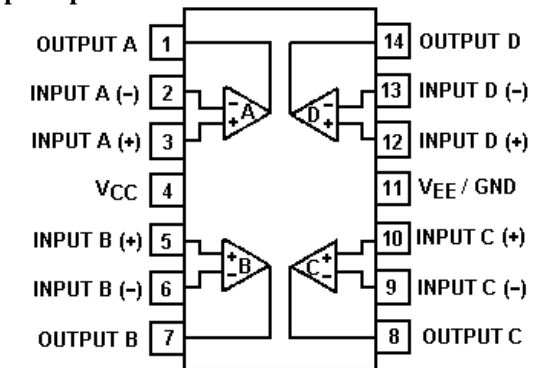 OUTPUT A 1 14 OUTPUT D
INPUT A (–) 2 13 INPUT D (–)
– A + D – +
INPUT A (+) 3 12 INPUT D (+)
VCC 4 11 VEE / GND
INPUT B (+) 5 10 INPUT C (+)
+ B – C + –
INPUT B (–) 6 9 INPUT C (–)
OUTPUT B 7 8 OUTPUT C